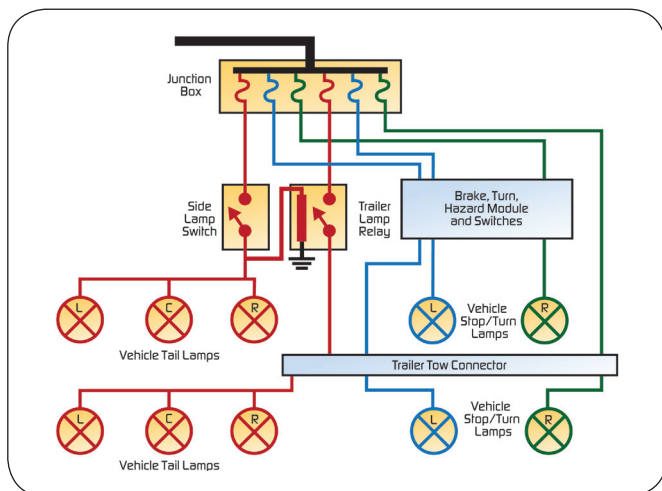 Junction
Box
Side
Lamp
Switch
Trailer
Lamp
Relay
Brake, Turn,
Hazard Module
and Switches
L
C
R
Vehicle Tail Lamps
L
Vehicle
Stop/Turn
Lamps
R
Trailer Tow Connector
L
C
R
Vehicle Tail Lamps
L
Vehicle
Stop/Turn
Lamps
R